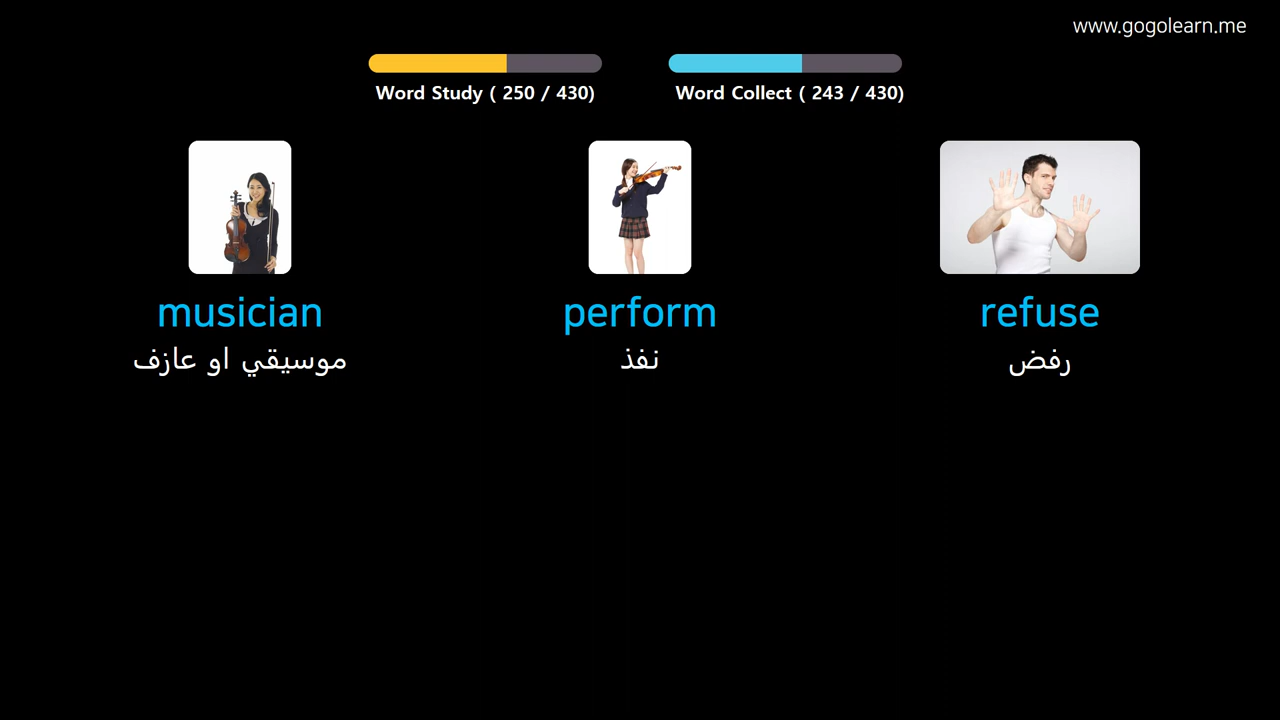 www.gogolearn.me
Word Study ( 250 / 430)
Word Collect ( 243 / 430)
musician
perform
refuse
موسيقي او عازف
نفذ
رفض